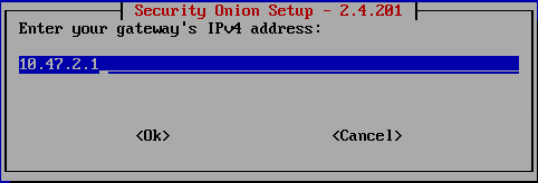 Security Onion Setup - 2.4.201
Enter your gateway's IPv4 address:
10.47.2.1
<Ok> <Cancel>